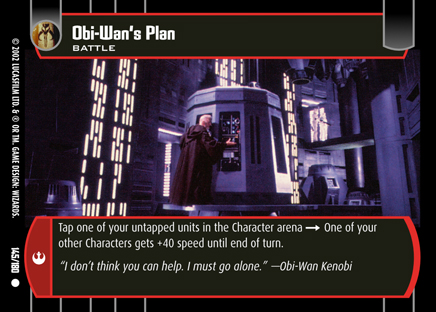 Obi-Wan's Plan
BATTLE
Tap one of your untapped units in the Character arena → One of your
other Characters gets +40 speed until end of turn.
"I don't think you can help. I must go alone." —Obi-Wan Kenobi
© 2002 LUCASFILM LTD. & ® OR TM. GAME DESIGN: WIZARDS.
145/180